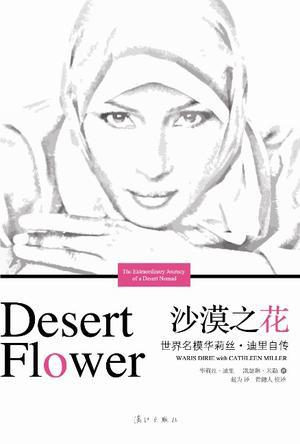 The Extraordinary Journey
of a Desert Nomad
Desert
Flower
沙漠之花
世界名模华莉丝·迪里自传
WARIS DIRIE with CATHLEEN MILLER
华莉丝·迪里 凯瑟琳·米勒 著